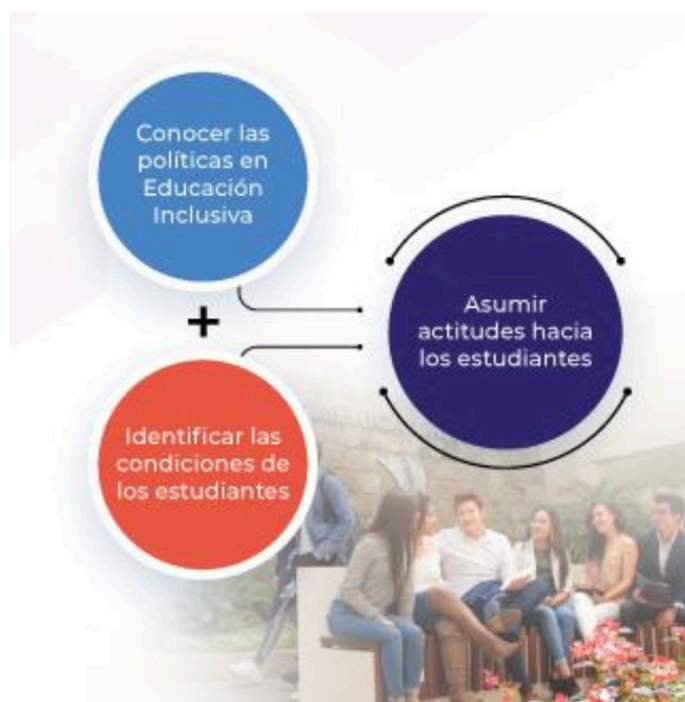 Conocer las
políticas en
Educación
Inclusiva
+
Identificar las
condiciones de
los estudiantes
Asumir
actitudes hacia
los estudiantes